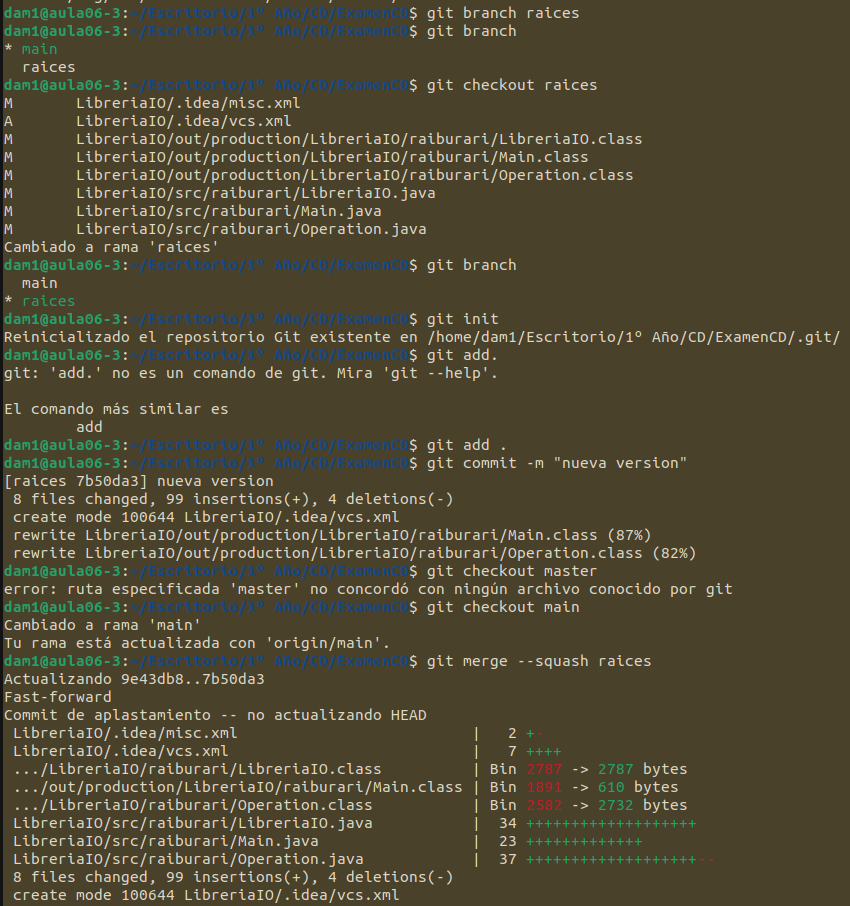 dam1@aula06-3:~/Escritorio/1º Año/CD/ExamenCD$ git branch raices
dam1@aula06-3:~/Escritorio/1º Año/CD/ExamenCD$ git branch
* main
  raices
dam1@aula06-3:~/Escritorio/1º Año/CD/ExamenCD$ git checkout raices
M       LibreriaIO/.idea/misc.xml
A       LibreriaIO/.idea/vcs.xml
M       LibreriaIO/out/production/LibreriaIO/raiburari/LibreriaIO.class
M       LibreriaIO/out/production/LibreriaIO/raiburari/Main.class
M       LibreriaIO/out/production/LibreriaIO/raiburari/Operation.class
M       LibreriaIO/src/raiburari/LibreriaIO.java
M       LibreriaIO/src/raiburari/Main.java
M       LibreriaIO/src/raiburari/Operation.java
Cambiado a rama 'raices'
dam1@aula06-3:~/Escritorio/1º Año/CD/ExamenCD$ git branch
  main
* raices
dam1@aula06-3:~/Escritorio/1º Año/CD/ExamenCD$ git init
Reinicializado el repositorio Git existente en /home/dam1/Escritorio/1º Año/CD/ExamenCD/.git/
dam1@aula06-3:~/Escritorio/1º Año/CD/ExamenCD$ git add.
git: 'add.' no es un comando de git. Mira 'git --help'.

El comando más similar es
        add
dam1@aula06-3:~/Escritorio/1º Año/CD/ExamenCD$ git add .
dam1@aula06-3:~/Escritorio/1º Año/CD/ExamenCD$ git commit -m "nueva version"
[raices 7b50da3] nueva version
 8 files changed, 99 insertions(+), 4 deletions(-)
 create mode 100644 LibreriaIO/.idea/vcs.xml
 rewrite LibreriaIO/out/production/LibreriaIO/raiburari/Main.class (87%)
 rewrite LibreriaIO/out/production/LibreriaIO/raiburari/Operation.class (82%)
dam1@aula06-3:~/Escritorio/1º Año/CD/ExamenCD$ git checkout master
error: ruta especificada 'master' no concordó con ningún archivo conocido por git
dam1@aula06-3:~/Escritorio/1º Año/CD/ExamenCD$ git checkout main
Cambiado a rama 'main'
Tu rama está actualizada con 'origin/main'.
dam1@aula06-3:~/Escritorio/1º Año/CD/ExamenCD$ git merge --squash raices
Actualizando 9e43db8..7b50da3
Fast-forward
Commit de aplastamiento -- no actualizando HEAD
 LibreriaIO/.idea/misc.xml                          |   2 +-
 LibreriaIO/.idea/vcs.xml                           |   7 ++++
 .../LibreriaIO/raiburari/LibreriaIO.class          | Bin 2787 -> 2787 bytes
 .../out/production/LibreriaIO/raiburari/Main.class | Bin 1891 -> 610 bytes
 .../LibreriaIO/raiburari/Operation.class           | Bin 2582 -> 2732 bytes
 LibreriaIO/src/raiburari/LibreriaIO.java           |  34 +++++++++++++++++++
 LibreriaIO/src/raiburari/Main.java                 |  23 +++++++++++++
 LibreriaIO/src/raiburari/Operation.java            |  37 +++++++++++++++++++--
 8 files changed, 99 insertions(+), 4 deletions(-)
 create mode 100644 LibreriaIO/.idea/vcs.xml